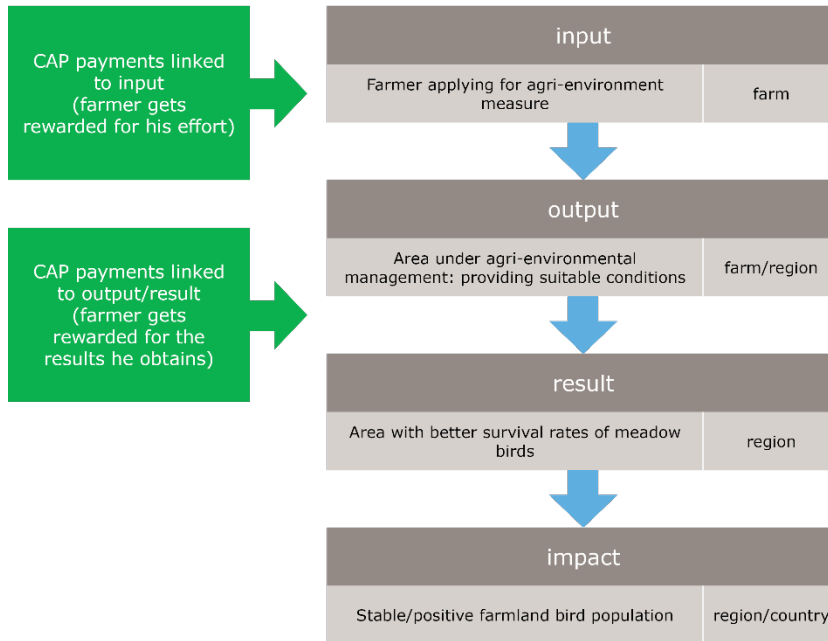 CAP payments linked
to input
(farmer gets
rewarded for his effort)
input
Farmer applying for agri-environment
measure
farm
output
CAP payments linked
to output/result
(farmer gets
rewarded for the
results he obtains)
Area under agri-environmental
management: providing suitable conditions
farm/region
result
Area with better survival rates of meadow
birds
region
impact
Stable/positive farmland bird population
region/country